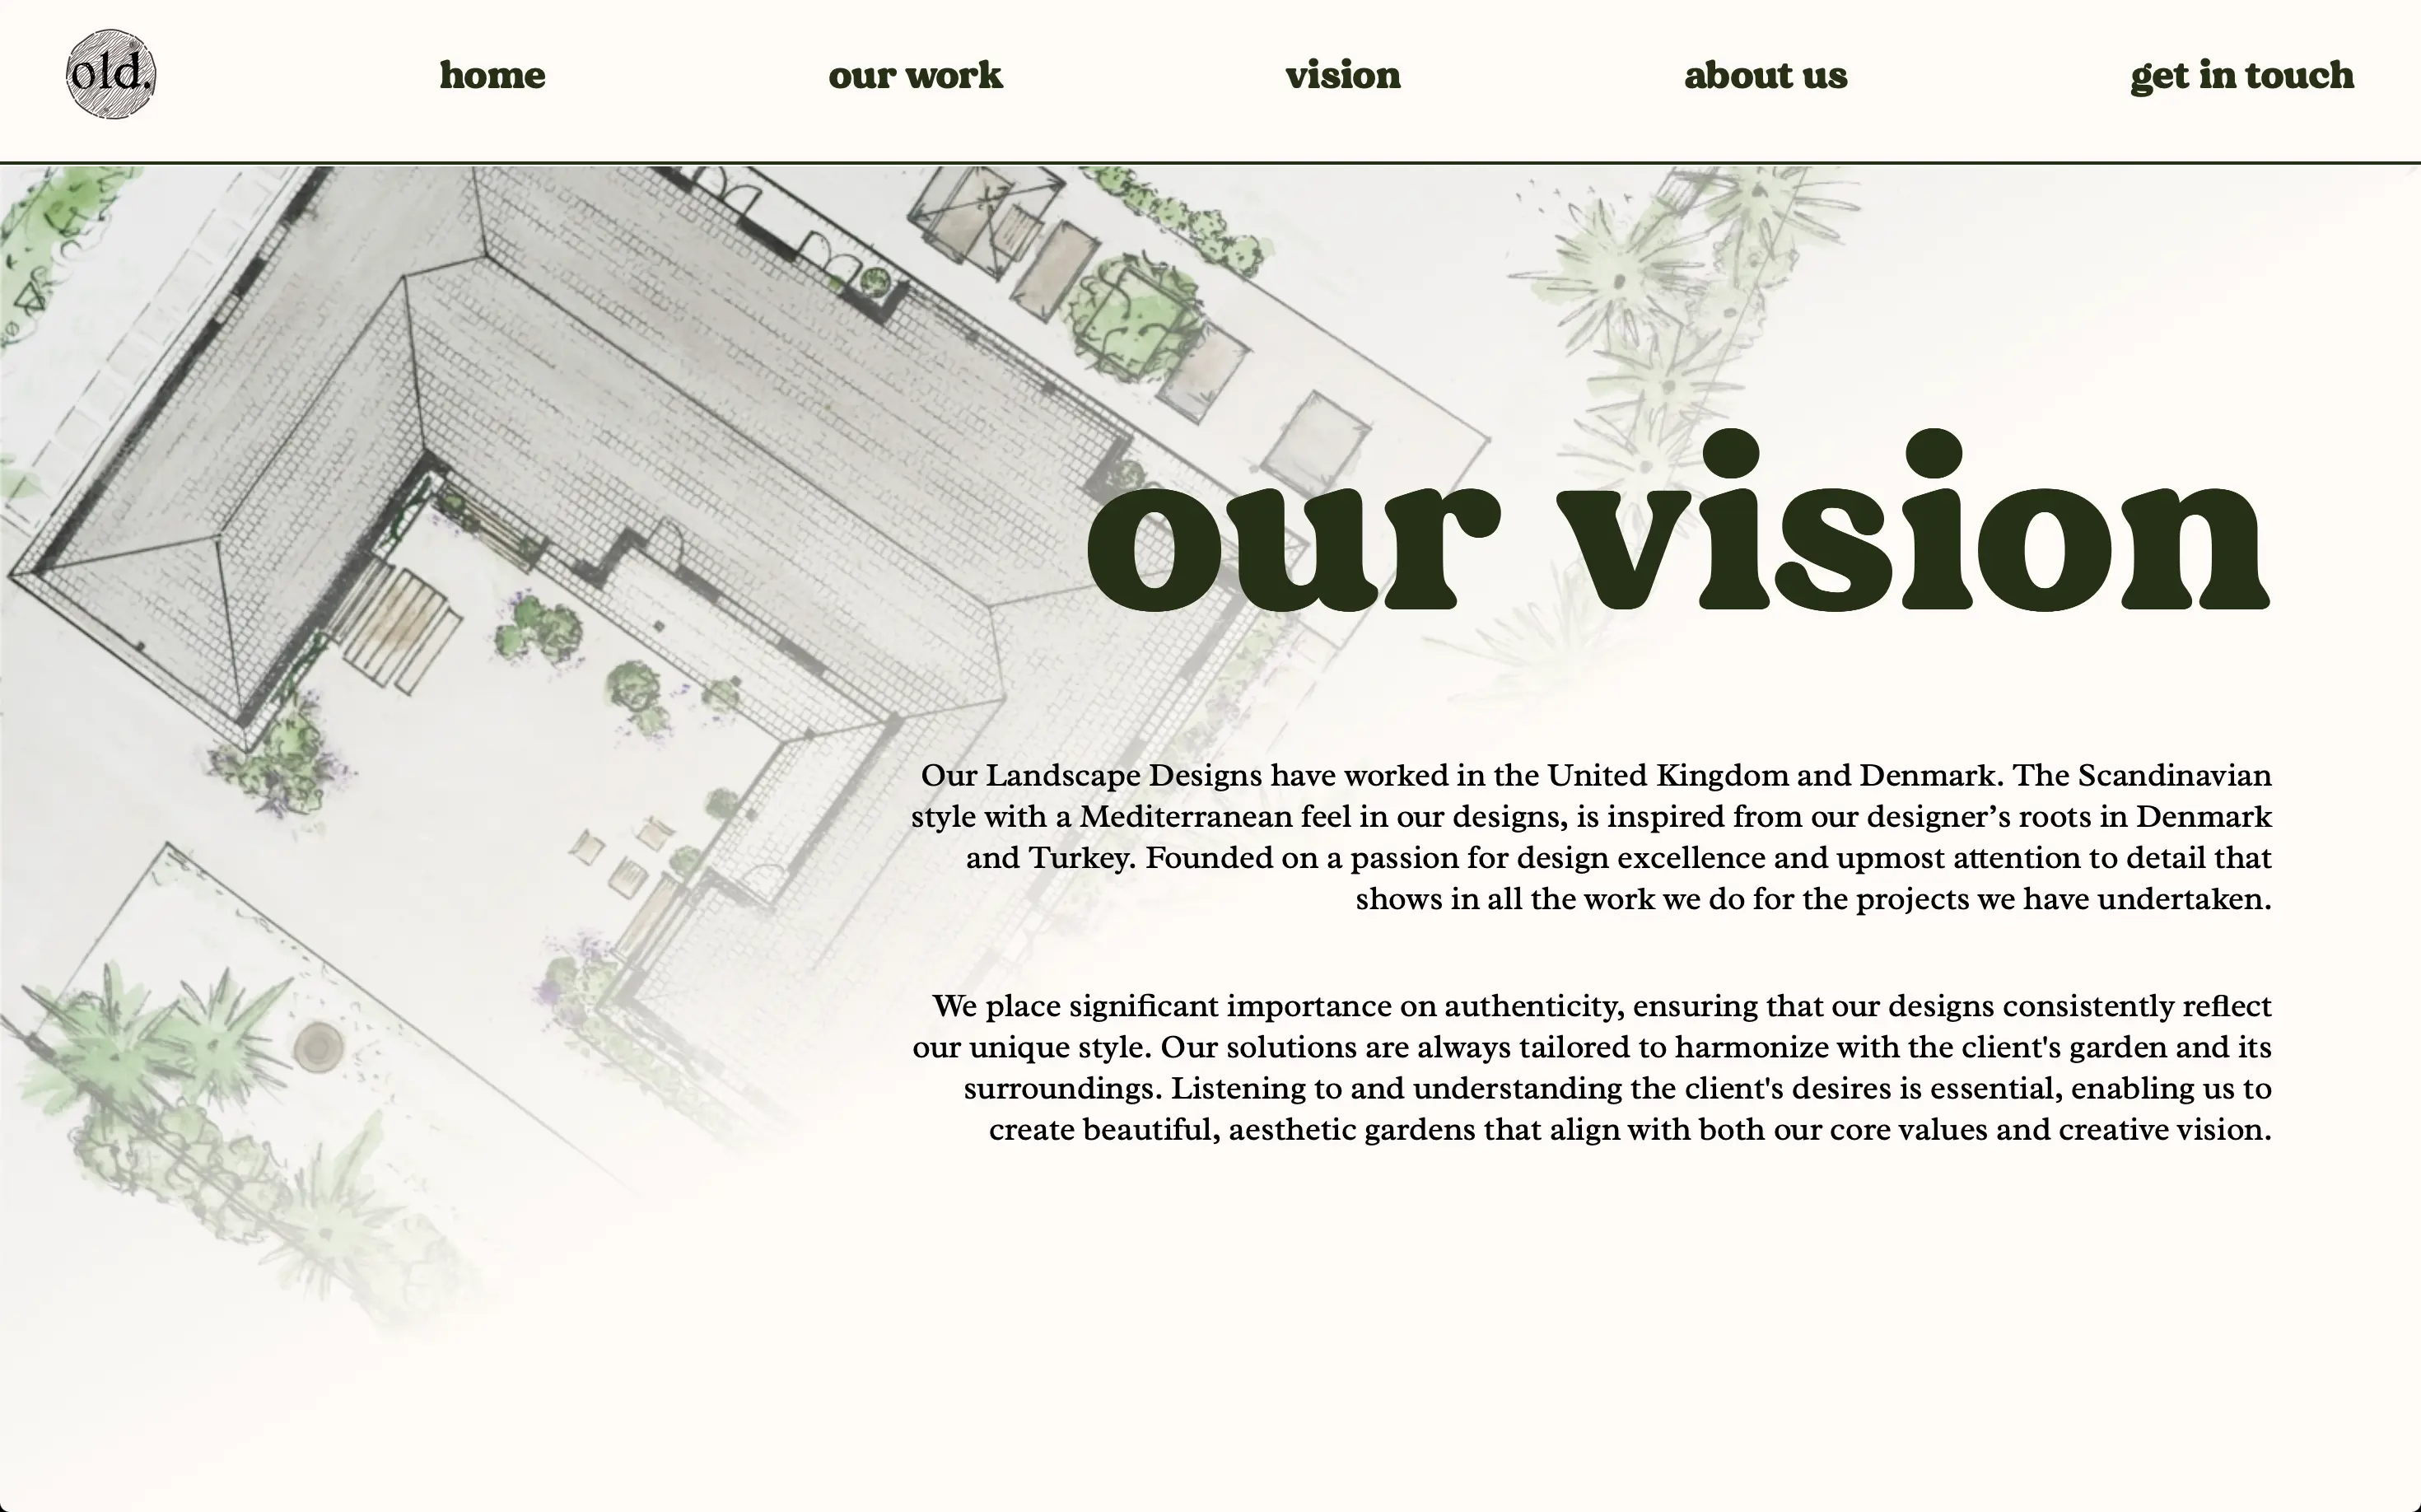 old.
home
our work
vision
about us
get in touch
our vision
Our Landscape Designs have worked in the United Kingdom and Denmark. The Scandinavian
style with a Mediterranean feel in our designs, is inspired from our designer’s roots in Denmark
and Turkey. Founded on a passion for design excellence and upmost attention to detail that
shows in all the work we do for the projects we have undertaken.
We place significant importance on authenticity, ensuring that our designs consistently reflect
our unique style. Our solutions are always tailored to harmonize with the client's garden and its
surroundings. Listening to and understanding the client's desires is essential, enabling us to
create beautiful, aesthetic gardens that align with both our core values and creative vision.